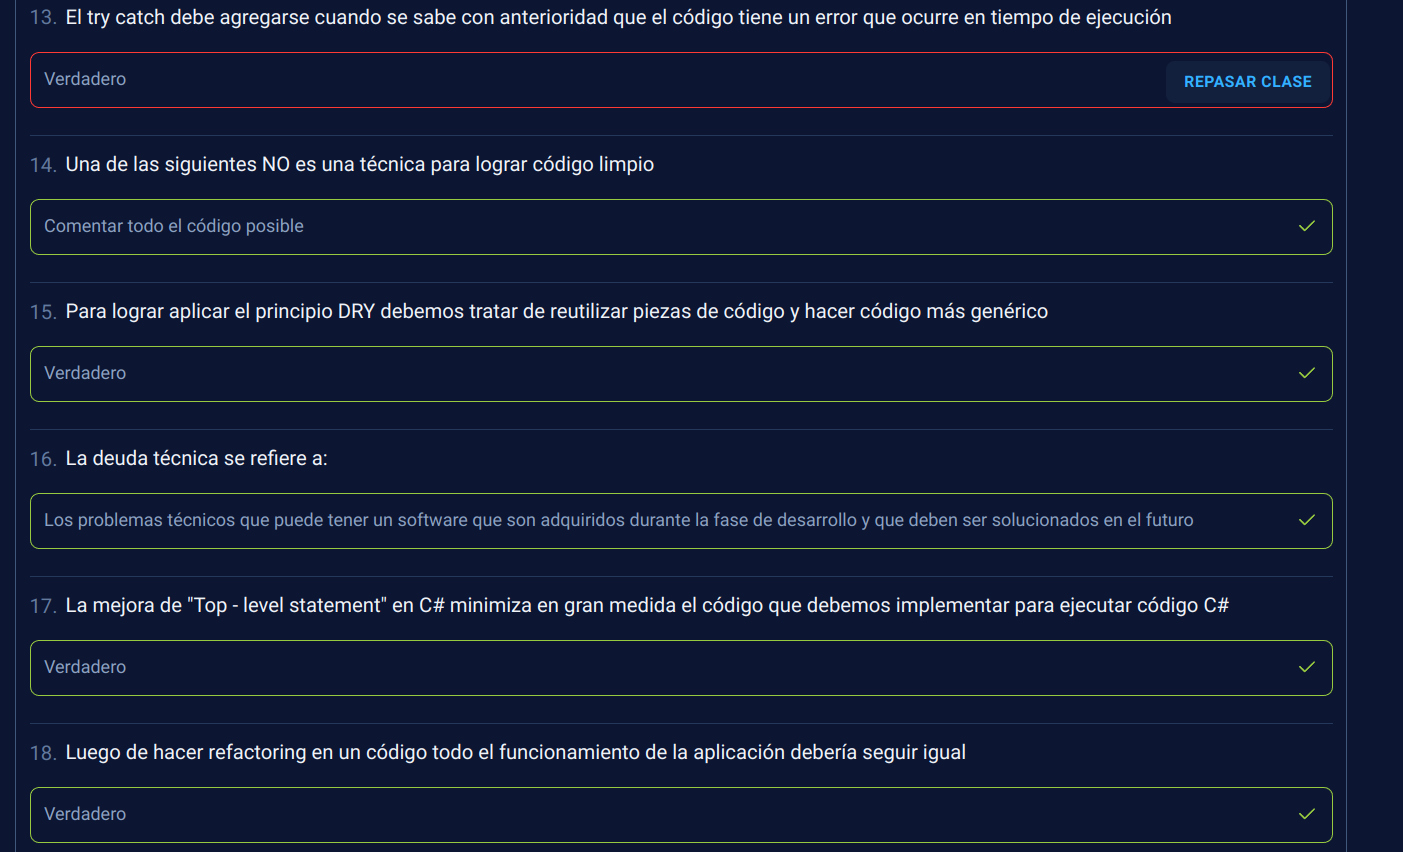 13. El try catch debe agregarse cuando se sabe con anterioridad que el código tiene un error que ocurre en tiempo de ejecución
Verdadero
REPASAR CLASE
14. Una de las siguientes NO es una técnica para lograr código limpio
Comentar todo el código posible
15. Para lograr aplicar el principio DRY debemos tratar de reutilizar piezas de código y hacer código más genérico
Verdadero
16. La deuda técnica se refiere a:
Los problemas técnicos que puede tener un software que son adquiridos durante la fase de desarrollo y que deben ser solucionados en el futuro
17. La mejora de "Top - level statement" en C# minimiza en gran medida el código que debemos implementar para ejecutar código C#
Verdadero
18. Luego de hacer refactoring en un código todo el funcionamiento de la aplicación debería seguir igual
Verdadero